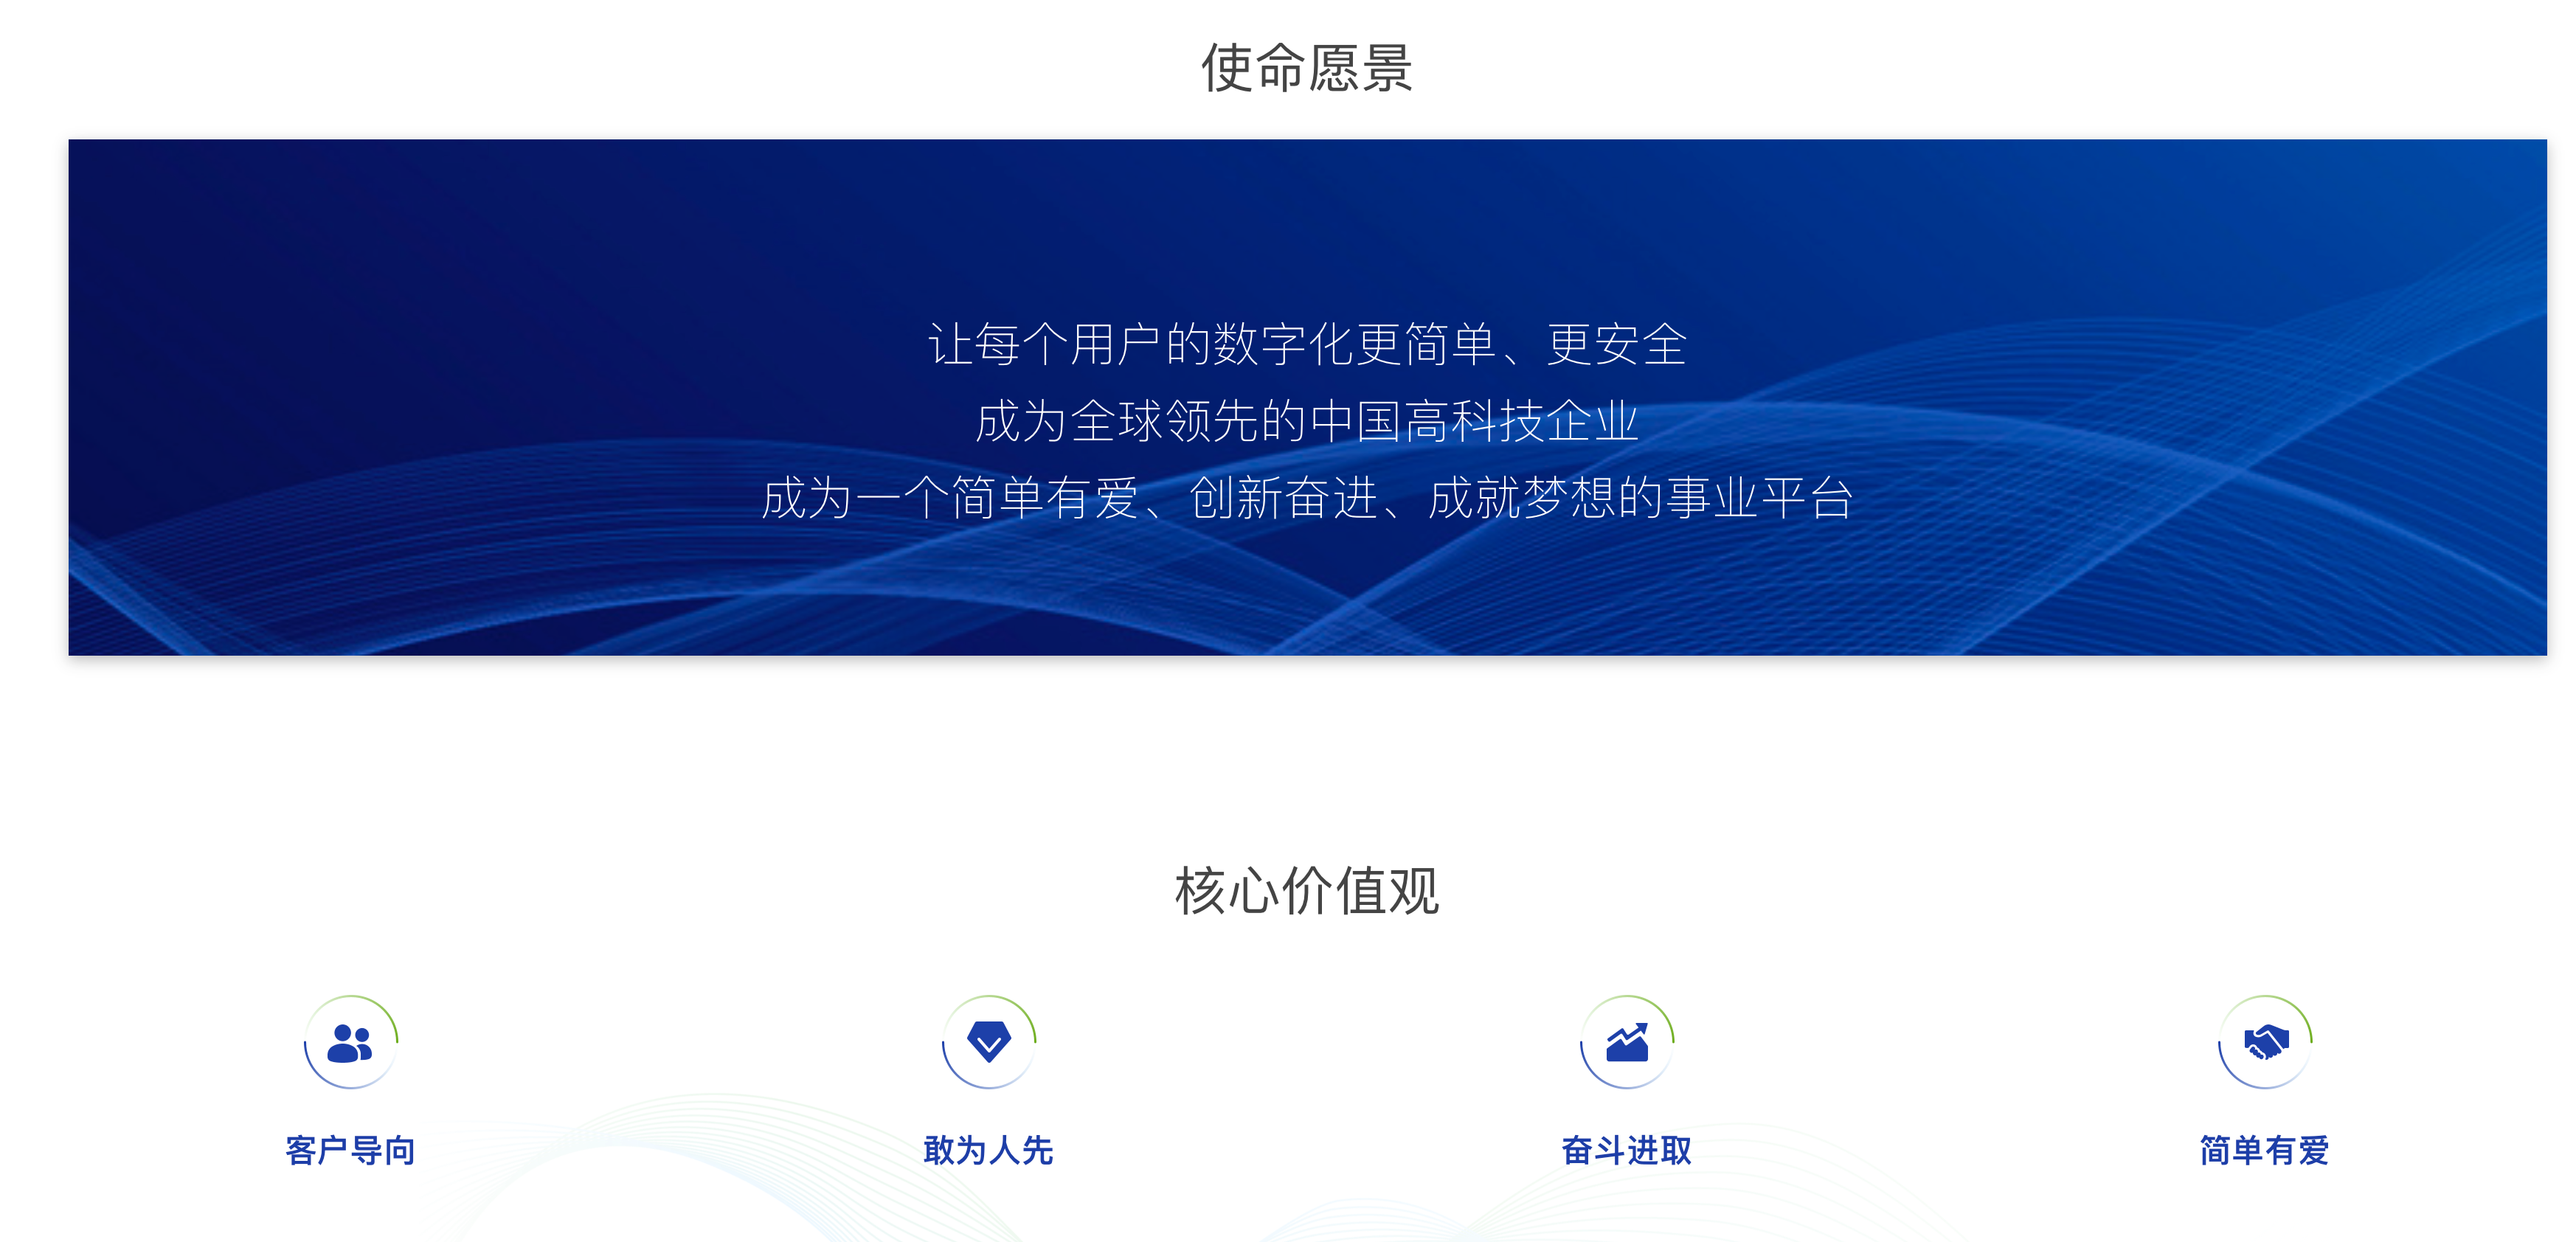 使命愿景
让每个用户的数字化更简单、更安全
成为全球领先的中国高科技企业
成为一个简单有爱、创新奋进、成就梦想的事业平台
核心价值观
客户导向
敢为人先
奋斗进取
简单有爱